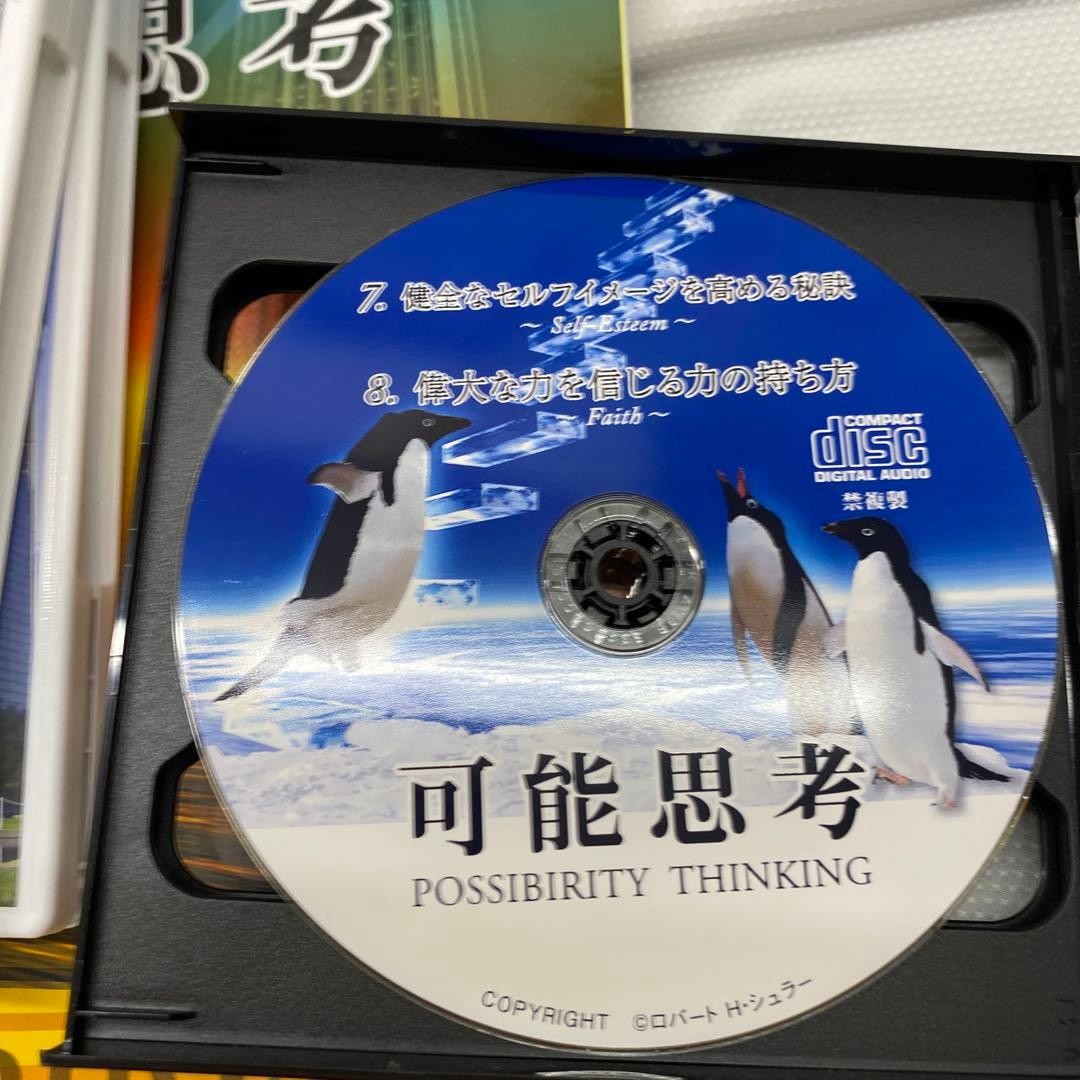 思考
7. 健全なセルフイメージを高める秘訣
～ Self-Esteem ～
8. 偉大な力を信じる力の持ち方
～ Faith ～
COMPACT
disc
DIGITAL AUDIO
禁複製
可能思考
POSSIBIRITY THINKING
COPYRIGHT ©ロバート H・シュラー